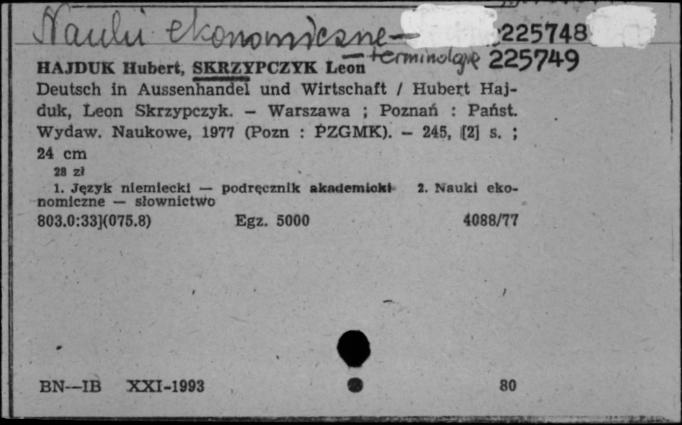 Nauki ekonomiczne — 225748
— terminologie 225749
HAJDUK Hubert, SKRZYPCZYK Leon
Deutsch in Aussenhandel und Wirtschaft / Hubert Haj-
duk, Leon Skrzypczyk. — Warszawa ; Poznań : Państ.
Wydaw. Naukowe, 1977 (Pozn : PZGMK). — 245, [2] s. ;
24 cm
28 zł
1. Język niemiecki — podręcznik akademicki 2. Nauki eko-
nomiczne — słownictwo
803.0:33](075.8) Egz. 5000 4088/77
BN—IB XXI-1993 80